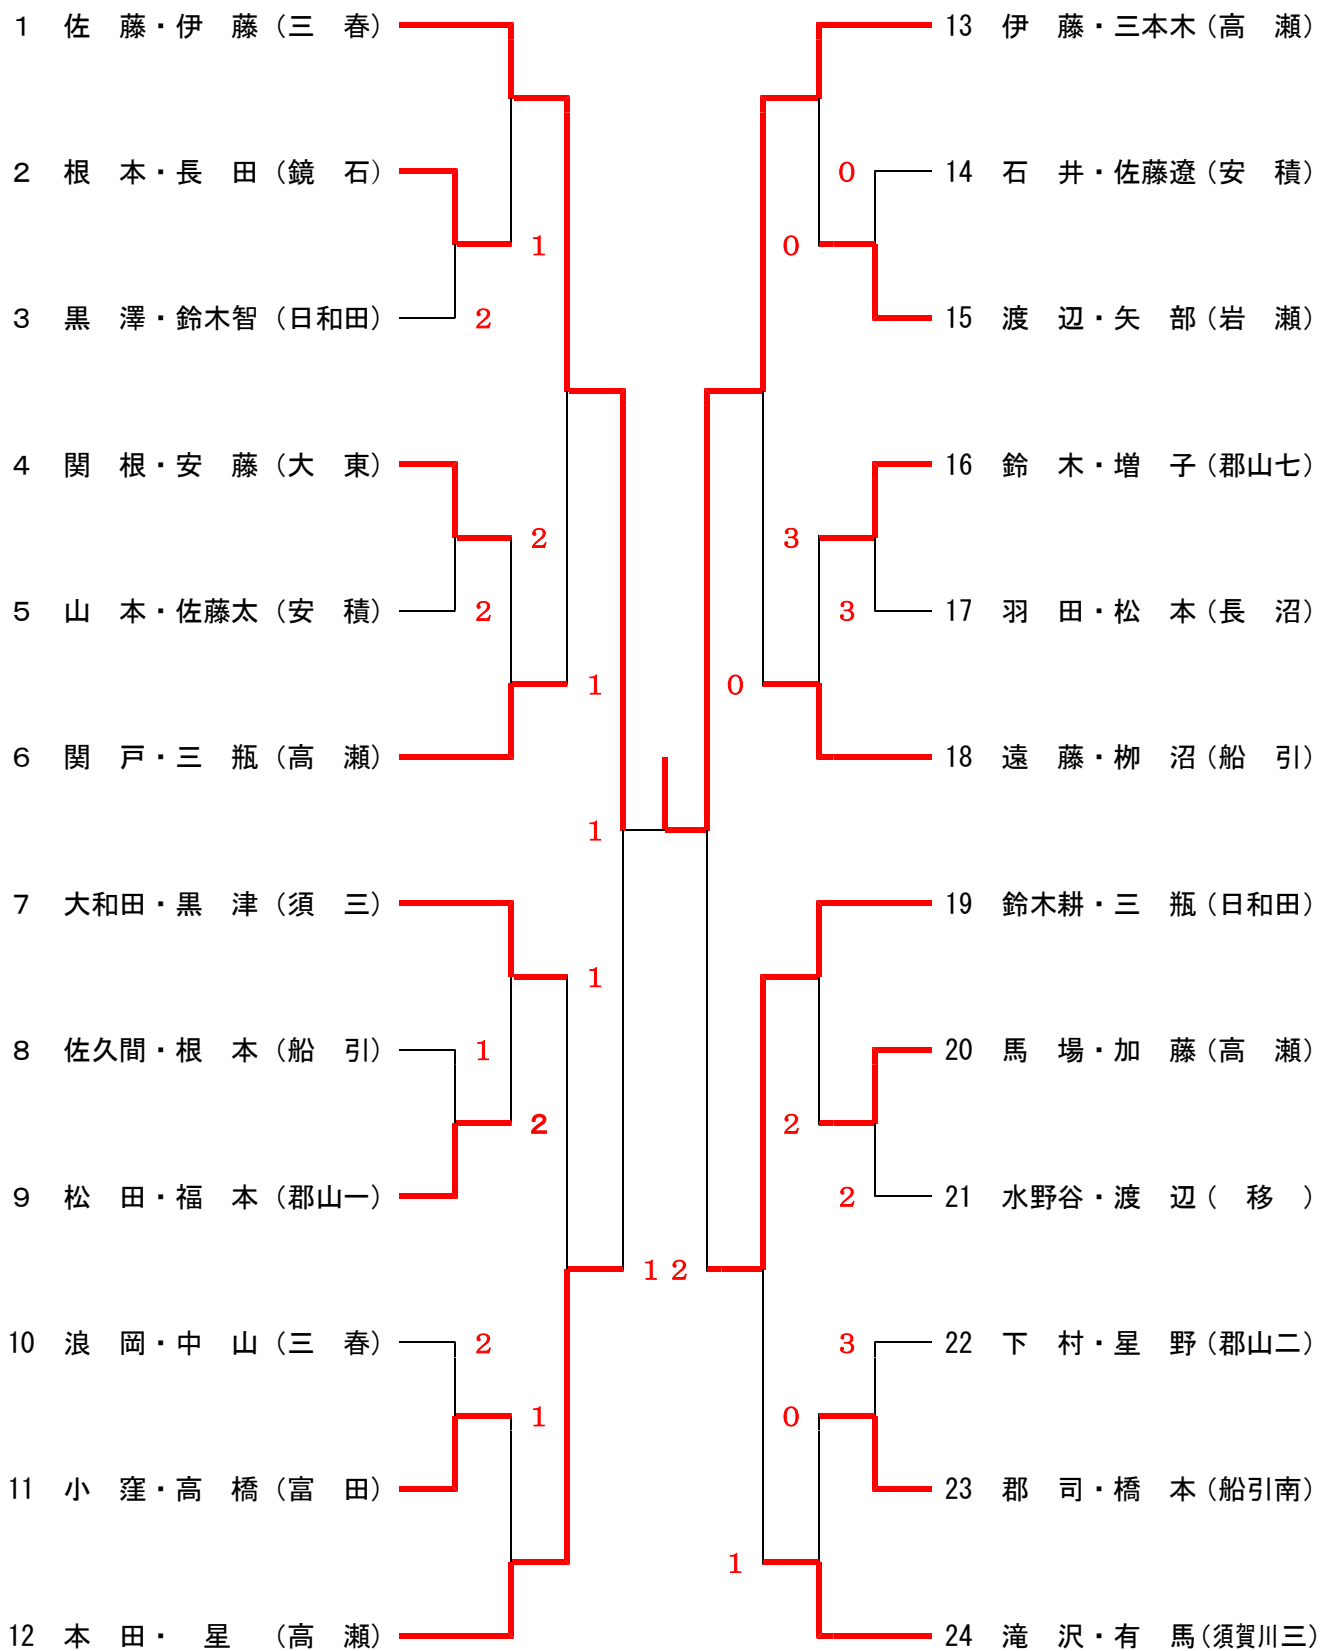 1 佐　藤・伊　藤（三　春）
2 根　本・長　田（鏡　石）
1
3 黒　澤・鈴木智（日和田）
2
4 関　根・安　藤（大　東）
2
5 山　本・佐藤太（安　積）
2
1
6 関　戸・三　瓶（高　瀬）
1
7 大和田・黒　津（須　三）
1
8 佐久間・根　本（船　引）
1
2
9 松　田・福　本（郡山一）
1
10 浪　岡・中　山（三　春）
2
1
11 小　窪・高　橋（富　田）
12 本　田・　星　（高　瀬）
13 伊　藤・三本木（高　瀬）
0
14 石　井・佐藤遼（安　積）
0
15 渡　辺・矢　部（岩　瀬）
16 鈴　木・増　子（郡山七）
3
3
17 羽　田・松　本（長　沼）
0
18 遠　藤・栁　沼（船　引）
19 鈴木耕・三　瓶（日和田）
20 馬　場・加　藤（高　瀬）
2
2
21 水野谷・渡　辺（　移　）
2
3
22 下　村・星　野（郡山二）
0
23 郡　司・橋　本（船引南）
1
24 滝　沢・有　馬（須賀川三）